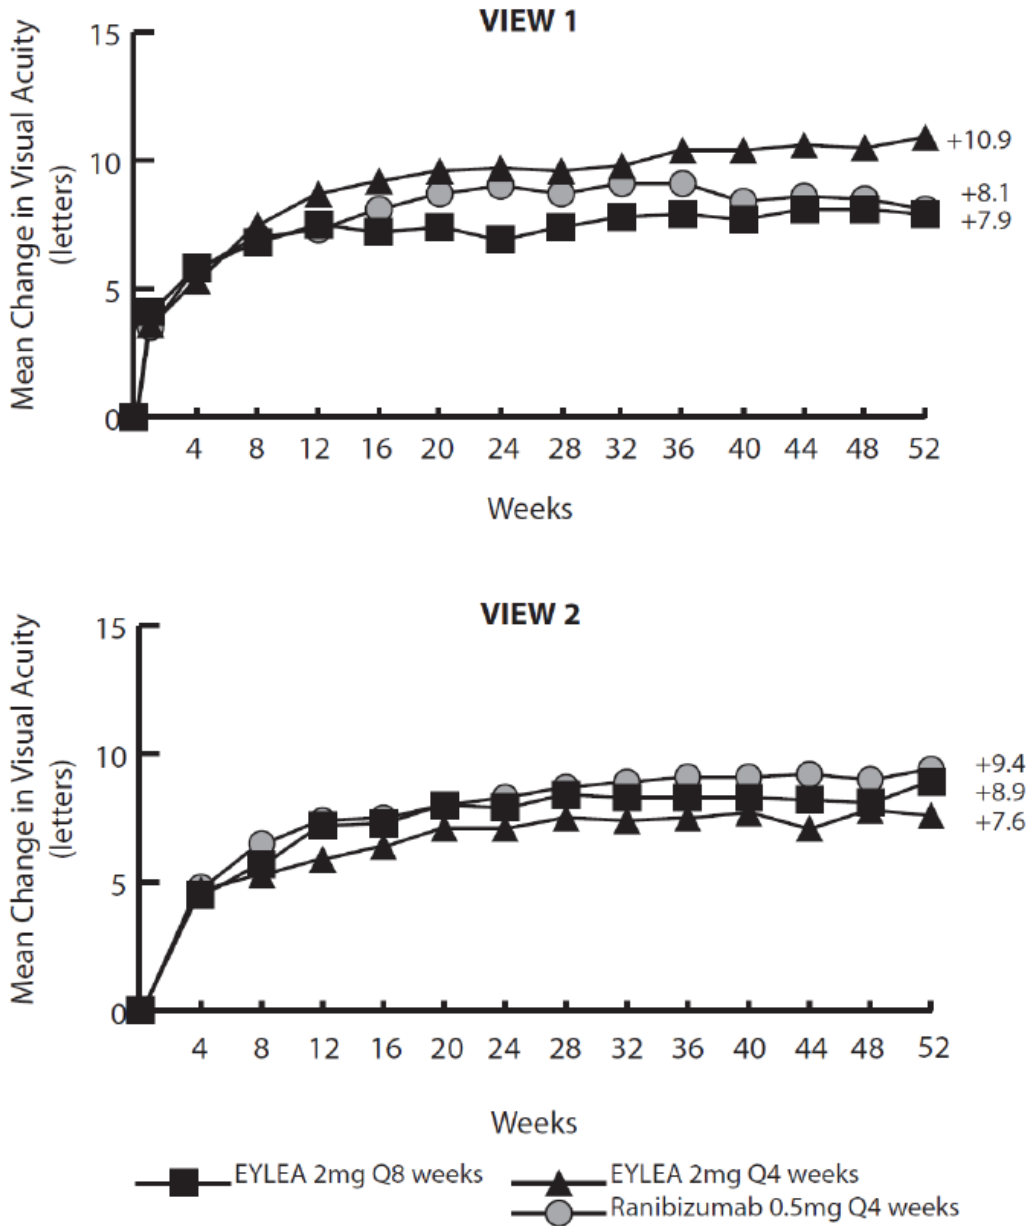 VIEW 1
Mean Change in Visual Acuity
(letters)
15
10
5
0
+10.9
+8.1
+7.9
4 8 12 16 20 24 28 32 36 40 44 48 52
Weeks
VIEW 2
Mean Change in Visual Acuity
(letters)
15
10
5
0
+9.4
+8.9
+7.6
4 8 12 16 20 24 28 32 36 40 44 48 52
Weeks
EYLEA 2mg Q8 weeks
EYLEA 2mg Q4 weeks
Ranibizumab 0.5mg Q4 weeks